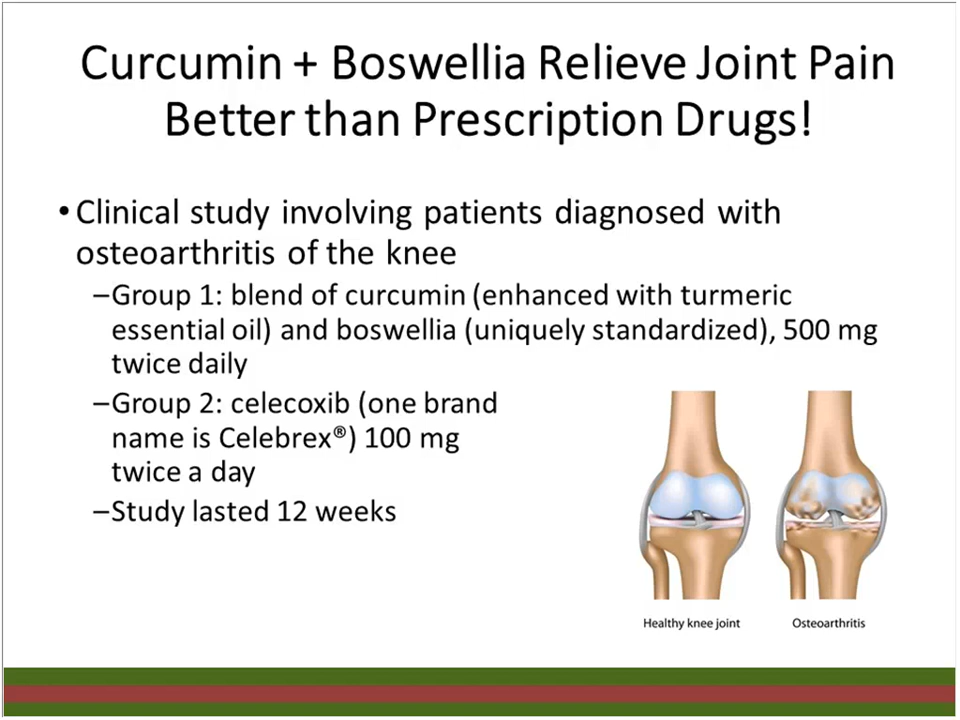 Curcumin + Boswellia Relieve Joint Pain
Better than Prescription Drugs!
• Clinical study involving patients diagnosed with
osteoarthritis of the knee
–Group 1: blend of curcumin (enhanced with turmeric
essential oil) and boswellia (uniquely standardized), 500 mg
twice daily
–Group 2: celecoxib (one brand
name is Celebrex®) 100 mg
twice a day
–Study lasted 12 weeks
Healthy knee joint
Osteoarthritis